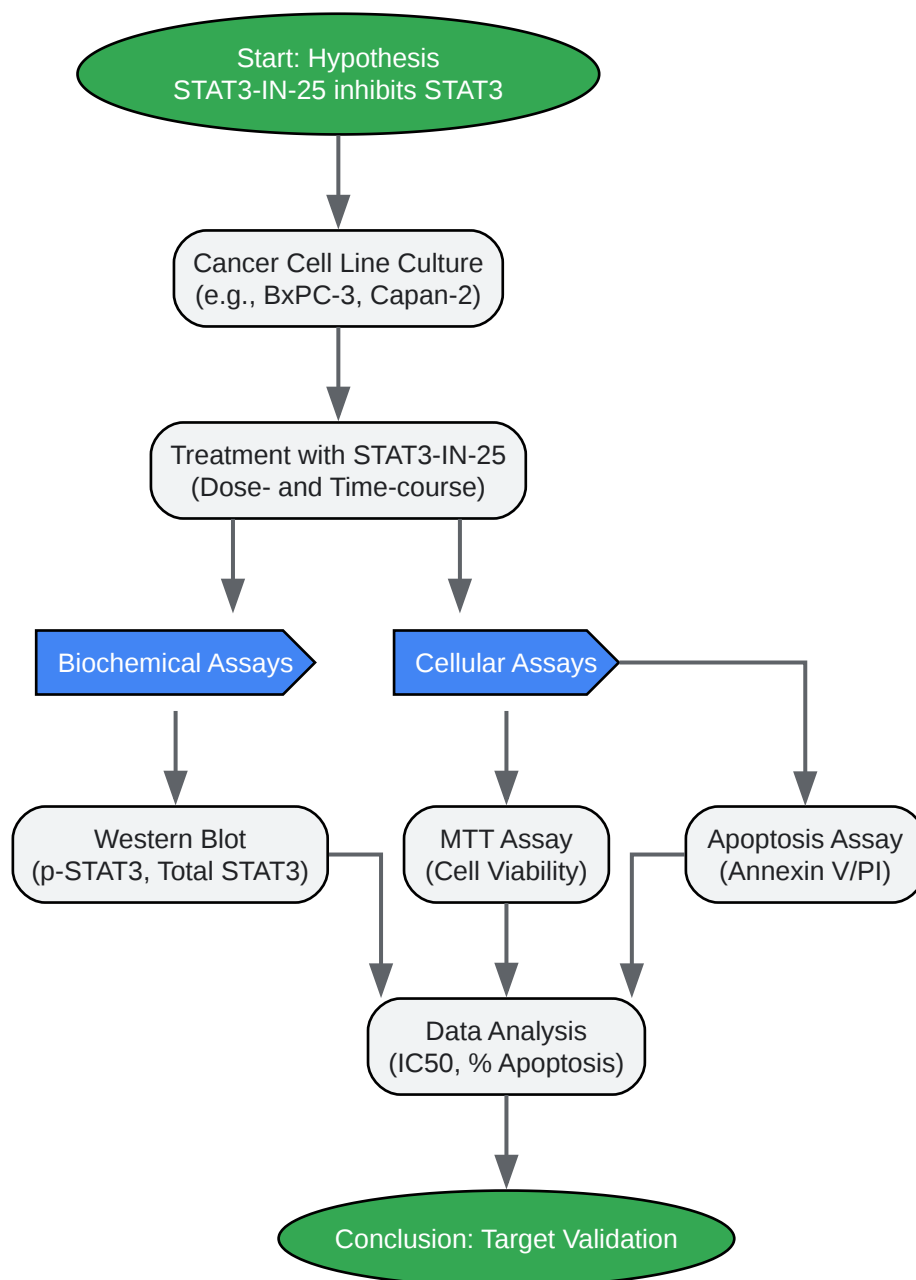 Start: Hypothesis
STAT3-IN-25 inhibits STAT3
Cancer Cell Line Culture
(e.g., BxPC-3, Capan-2)
Treatment with STAT3-IN-25
(Dose- and Time-course)
Biochemical Assays
Cellular Assays
Western Blot
(p-STAT3, Total STAT3)
MTT Assay
(Cell Viability)
Apoptosis Assay
(Annexin V/PI)
Data Analysis
(IC50, % Apoptosis)
Conclusion: Target Validation